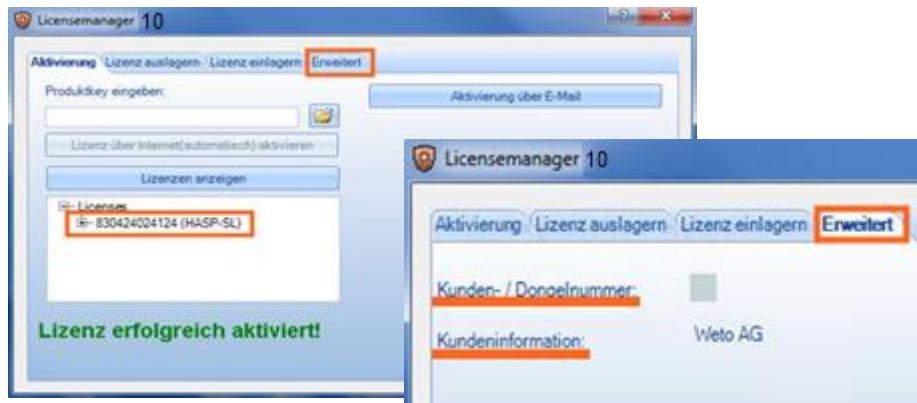 Licensemanager 10
Aktivierung Lizenz auslagern Lizenz einlagern Erweitert
Produktkey eingeben:
Aktivierung über E-Mail
Lizenz über Internet(automatisch) aktivieren
Lizenzen anzeigen
Licenses
830424024124 (HASP-SL)
Lizenz erfolgreich aktiviert!
Licensemanager 10
Aktivierung Lizenz auslagern Lizenz einlagern Erweitert
Kunden- / Dongelnummer:
Kundeninformation: Weto AG